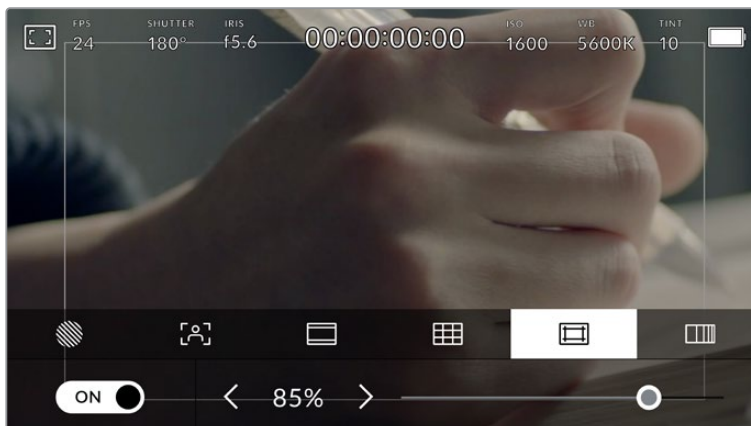 FPS SHUTTER IRIS ISO WB TINT
24 180° f5.6 00:00:00:00 1600 5600K 10
ON 85%